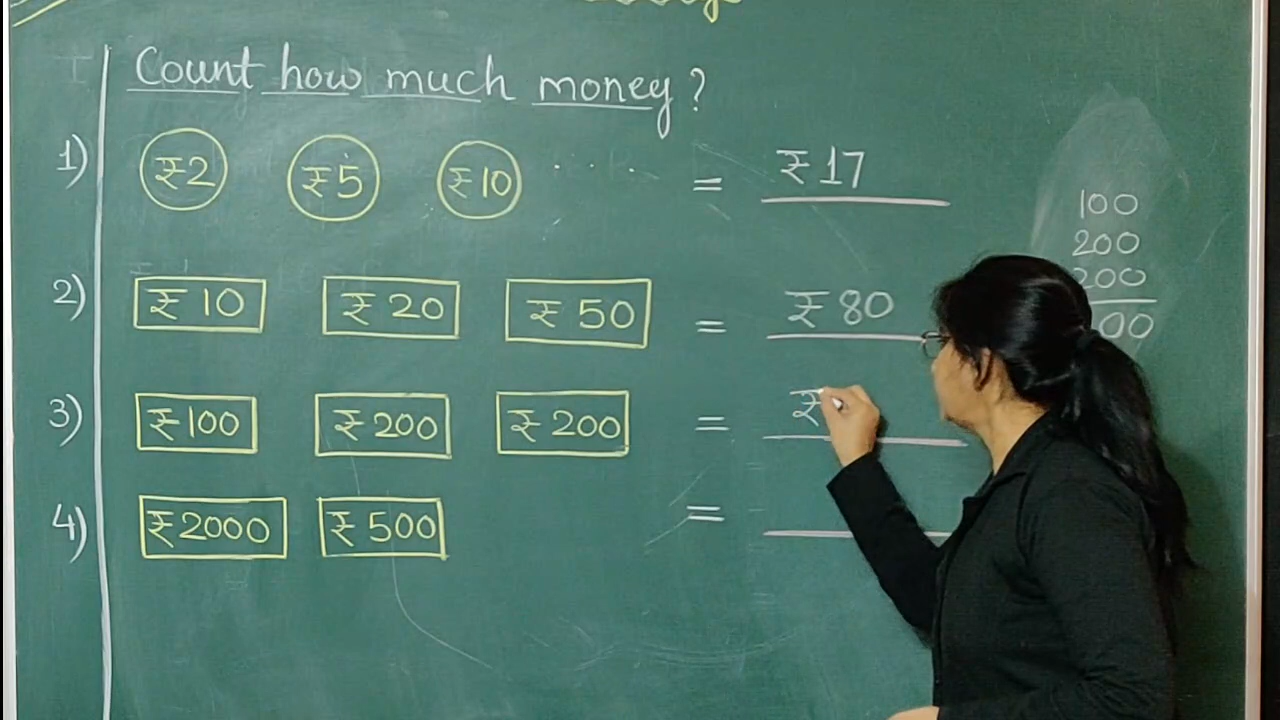 Count how much money?
1) ₹2 ₹5 ₹10 = ₹17
2) ₹10 ₹20 ₹50 = ₹80
3) ₹100 ₹200 ₹200 = ₹
4) ₹2000 ₹500 =
100
200
200
00